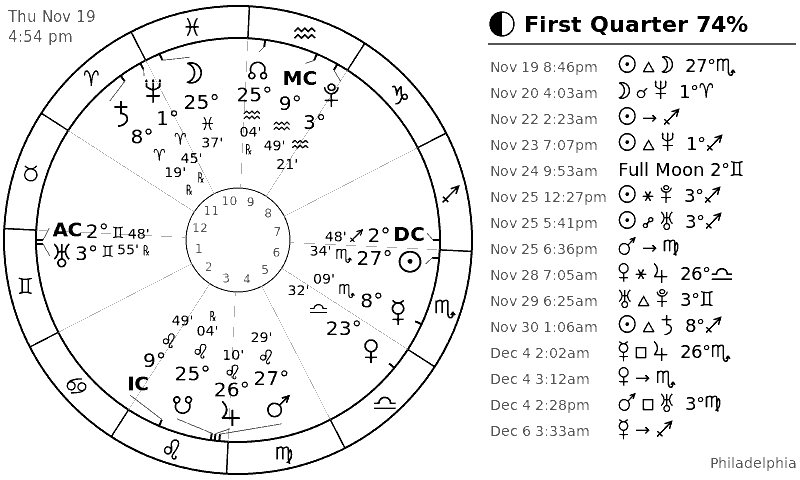 Thu Nov 19
4:54 pm
♓ ♒ ♑ ♐ ♏ ♎ ♍ ♌ ♋ ♊ ♉ ♈
☽ 25° ♓ 37'
☊ 25° ♒ 04' ℞
MC 9° ♒ 49'
♇ 3° ♒ 21'
♆ 1° ♈ 45' ℞
♄ 8° ♈ 19' ℞
AC 2° ♊ 48'
♅ 3° ♊ 55' ℞
48' ♐ 2° DC
34' ♏ 27° ☉
09' ♏ 8° ☿
32' ♎ 23° ♀
IC 9° ♌ 49'
☋ 25° ♌ 04' ℞
♃ 26° ♌ 10'
♂ 27° ♌ 29'
1 2 3 4 5 6 7 8 9 10 11 12
First Quarter 74%
Nov 19 8:46pm ☉ △ ☽ 27°♏
Nov 20 4:03am ☽ ☌ ♆ 1°♈
Nov 22 2:23am ☉ → ♐
Nov 23 7:07pm ☉ △ ♆ 1°♐
Nov 24 9:53am Full Moon 2°♊
Nov 25 12:27pm ☉ ⚹ ♇ 3°♐
Nov 25 5:41pm ☉ ☍ ♅ 3°♐
Nov 25 6:36pm ♂ → ♍
Nov 28 7:05am ♀ ⚹ ♃ 26°♎
Nov 29 6:25am ♅ △ ♇ 3°♊
Nov 30 1:06am ☉ △ ♄ 8°♐
Dec 4 2:02am ☿ □ ♃ 26°♏
Dec 4 3:12am ♀ → ♏
Dec 4 2:28pm ♂ □ ♅ 3°♍
Dec 6 3:33am ☿ → ♐
Philadelphia